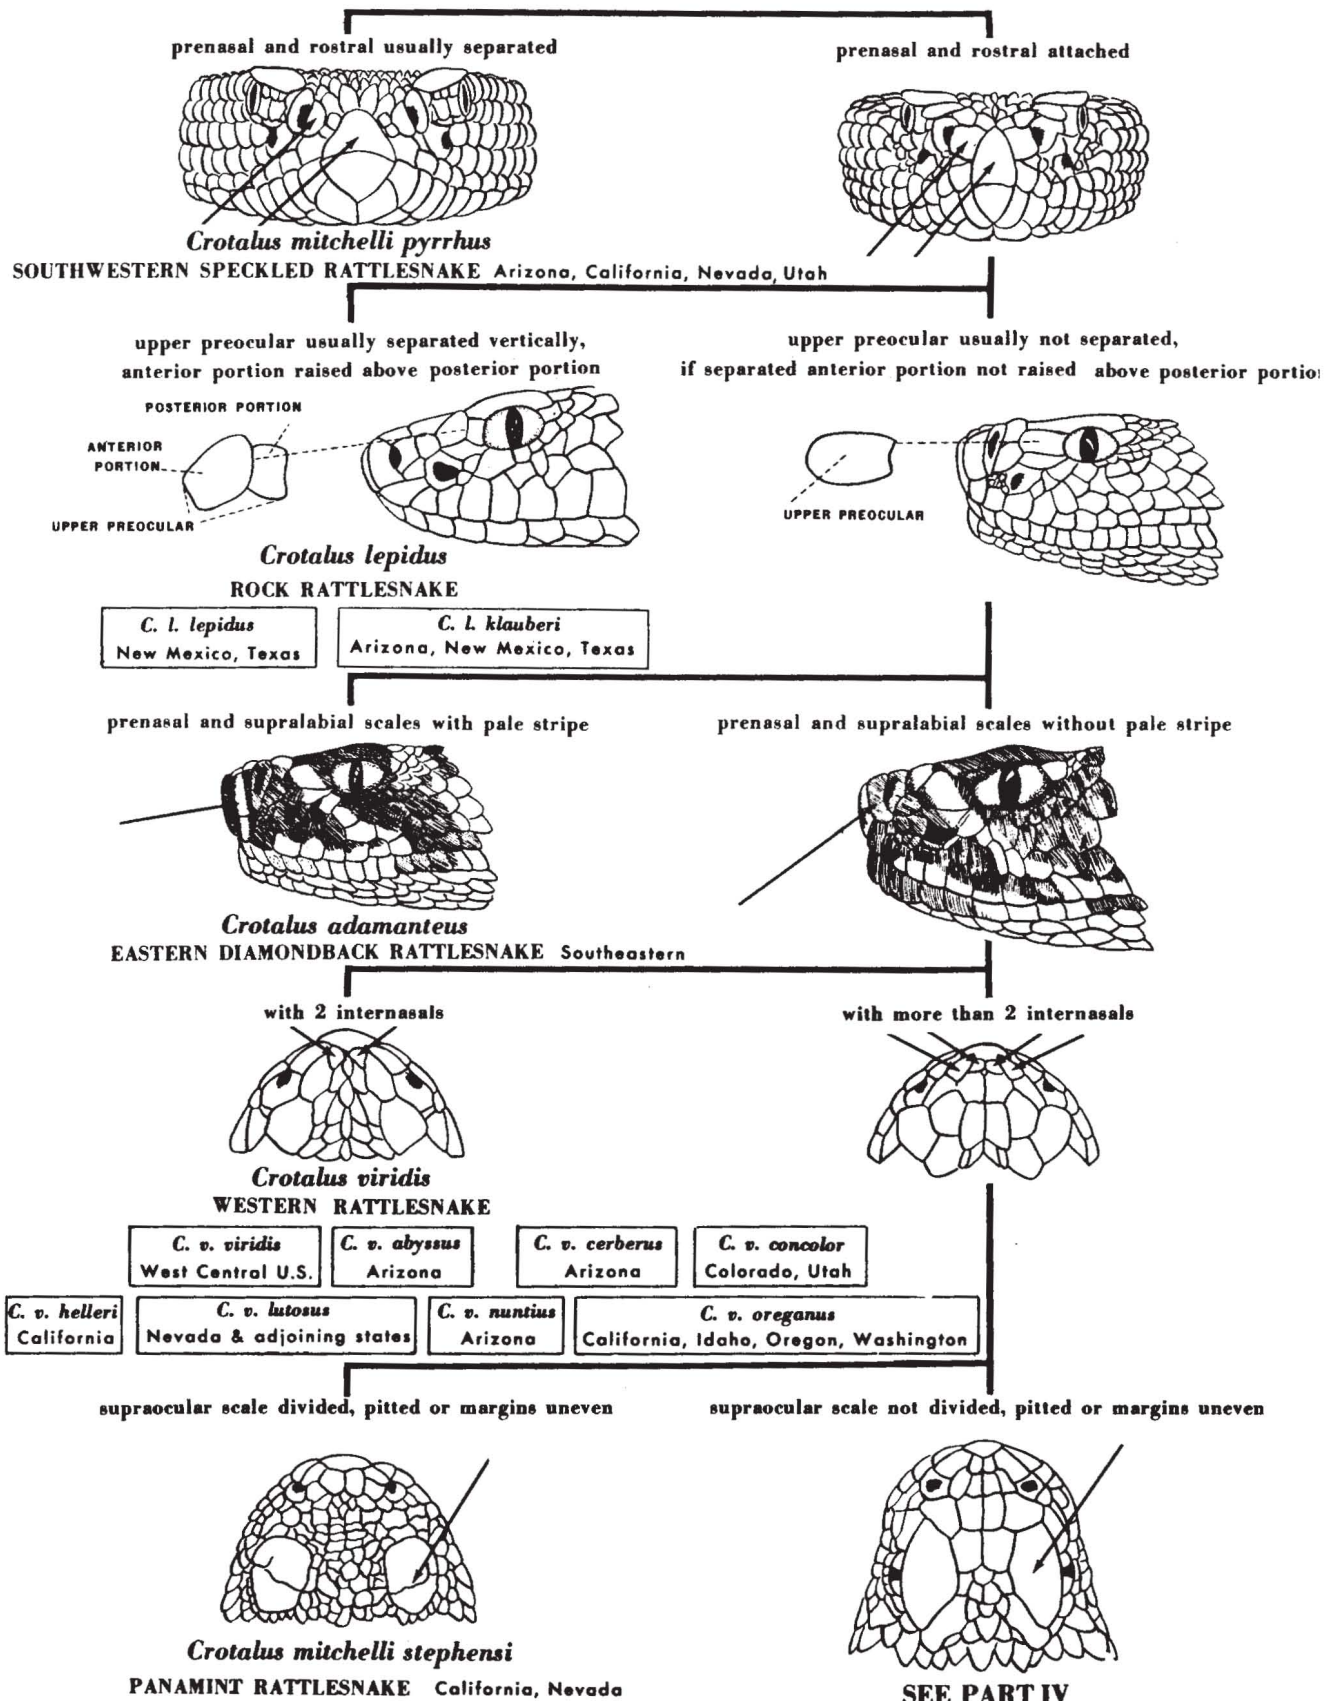 prenasal and rostral usually separated
prenasal and rostral attached
Crotalus mitchelli pyrrhus
SOUTHWESTERN SPECKLED RATTLESNAKE Arizona, California, Nevada, Utah
upper preocular usually separated vertically,
anterior portion raised above posterior portion
upper preocular usually not separated,
if separated anterior portion not raised above posterior portio
POSTERIOR PORTION
ANTERIOR
PORTION
UPPER PREOCULAR
UPPER PREOCULAR
Crotalus lepidus
ROCK RATTLESNAKE
C. l. lepidus
New Mexico, Texas
C. l. klauberi
Arizona, New Mexico, Texas
prenasal and supralabial scales with pale stripe
prenasal and supralabial scales without pale stripe
Crotalus adamanteus
EASTERN DIAMONDBACK RATTLESNAKE Southeastern
with 2 internasals
with more than 2 internasals
Crotalus viridis
WESTERN RATTLESNAKE
C. v. viridis
West Central U.S.
C. v. abyssus
Arizona
C. v. cerberus
Arizona
C. v. concolor
Colorado, Utah
C. v. helleri
California
C. v. lutosus
Nevada & adjoining states
C. v. nuntius
Arizona
C. v. oreganus
California, Idaho, Oregon, Washington
supraocular scale divided, pitted or margins uneven
supraocular scale not divided, pitted or margins uneven
Crotalus mitchelli stephensi
PANAMINT RATTLESNAKE California, Nevada
SEE PART IV